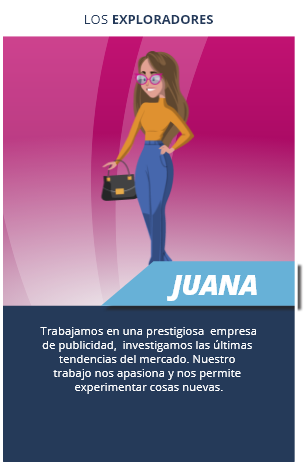 LOS EXPLORADORES
JUANA
Trabajamos en una prestigiosa empresa
de publicidad, investigamos las últimas
tendencias del mercado. Nuestro
trabajo nos apasiona y nos permite
experimentar cosas nuevas.